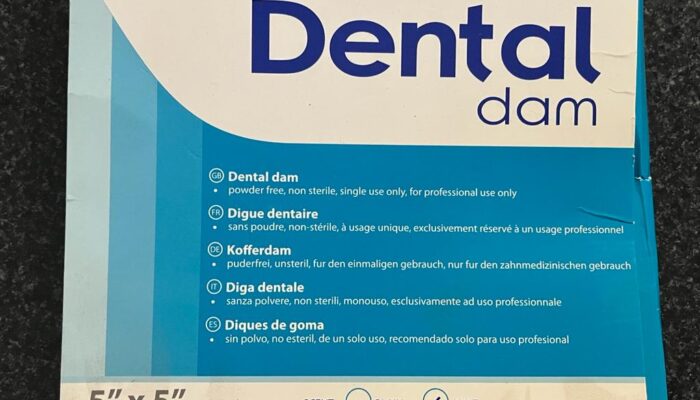 Dental
dam
GB Dental dam
• powder free, non sterile, single use only, for professional use only
FR Digue dentaire
• sans poudre, non-stérile, à usage unique, exclusivement réservé à un usage professionnel
DE Kofferdam
• puderfrei, unsteril, fur den einmaligen gebrauch, nur fur den zahnmedizinischen gebrauch
IT Diga dentale
• sanza polvere, non sterili, monouso, esclusivamente ad uso professionnale
ES Diques de goma
• sin polvo, no esteril, de un solo uso, recomendado solo para uso profesional
5" x 5"